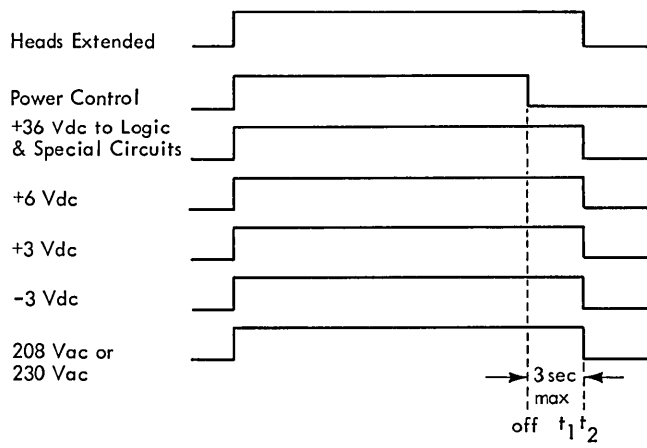 Heads Extended
Power Control
+36 Vdc to Logic
& Special Circuits
+6 Vdc
+3 Vdc
-3 Vdc
208 Vac or
230 Vac
3 sec
max
off t₁ t₂